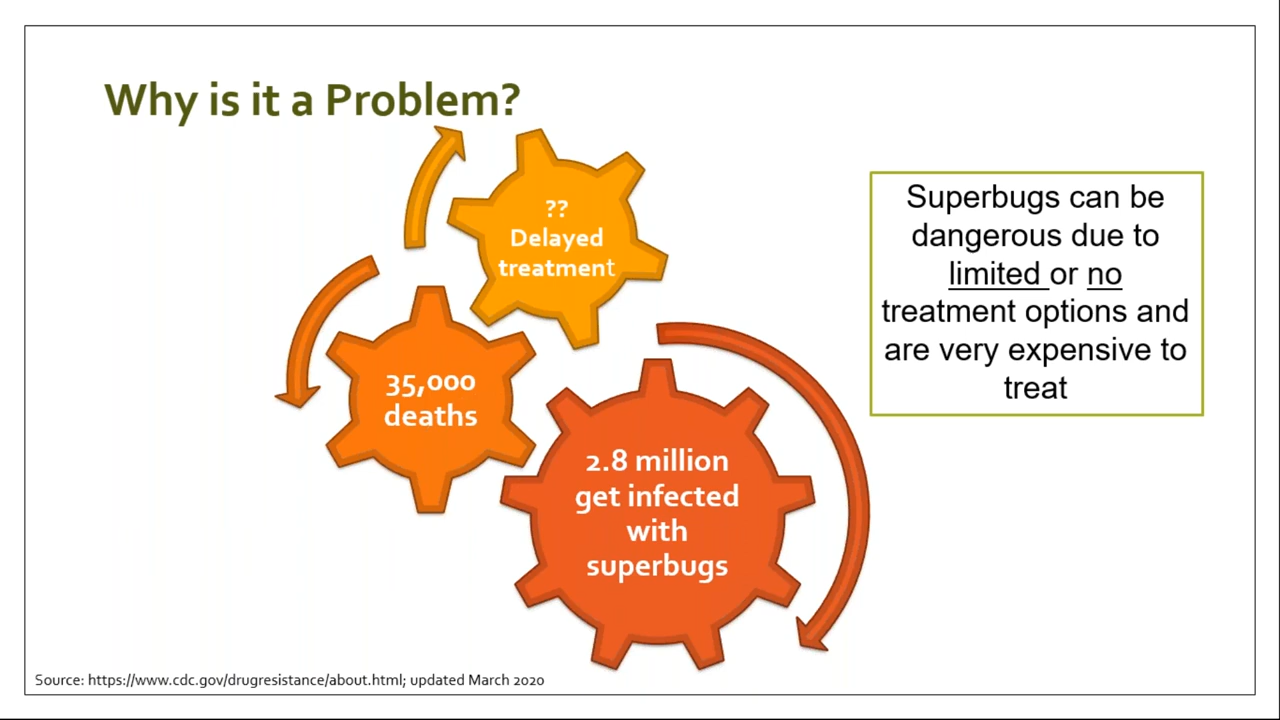 Why is it a Problem?
??
Delayed
treatment
35,000
deaths
2.8 million
get infected
with
superbugs
Superbugs can be
dangerous due to
limited or no
treatment options and
are very expensive to
treat
Source: https://www.cdc.gov/drugresistance/about.html; updated March 2020